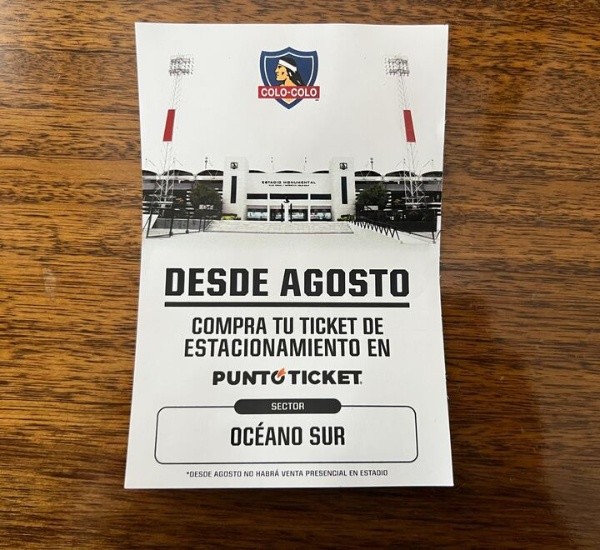 COLO-COLO
ESTADIO MONUMENTAL
DESDE AGOSTO
COMPRA TU TICKET DE
ESTACIONAMIENTO EN
PUNTOTICKET
SECTOR
OCÉANO SUR
*DESDE AGOSTO NO HABRÁ VENTA PRESENCIAL EN ESTADIO